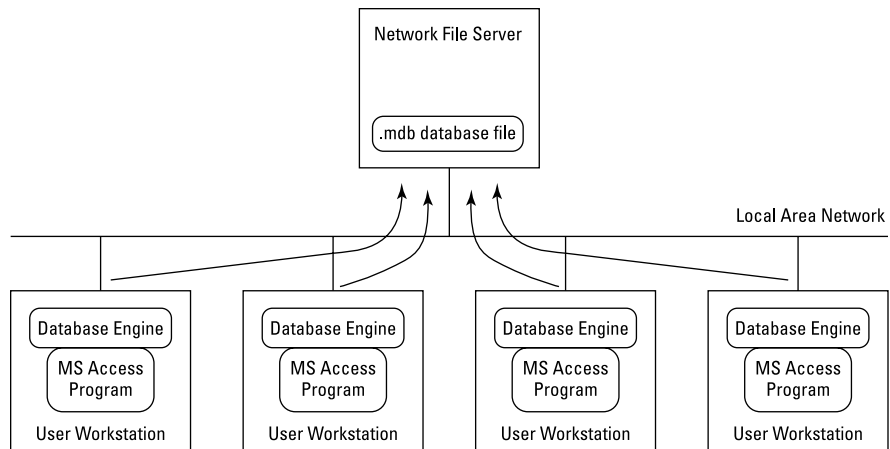 Network File Server
.mdb database file
Local Area Network
Database Engine
MS Access
Program
User Workstation
Database Engine
MS Access
Program
User Workstation
Database Engine
MS Access
Program
User Workstation
Database Engine
MS Access
Program
User Workstation